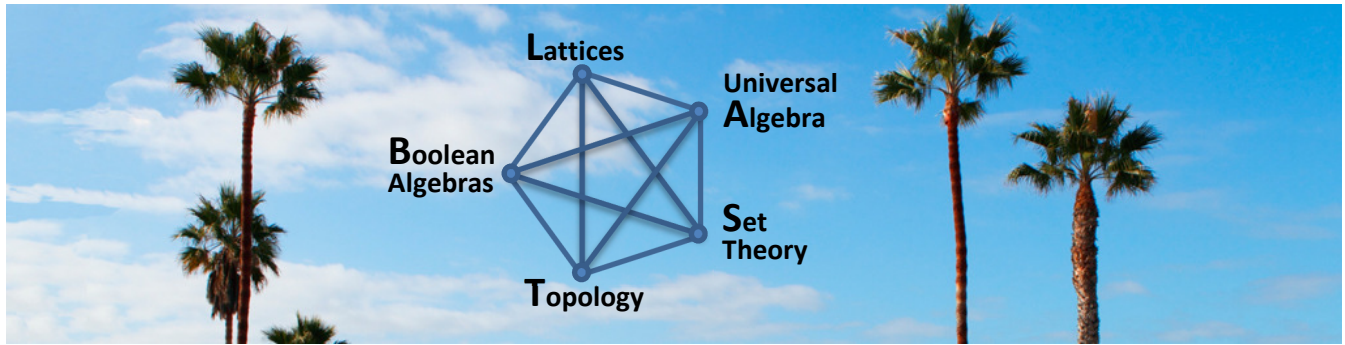 Lattices
Universal
Algebra
Boolean
Algebras
Set
Theory
Topology